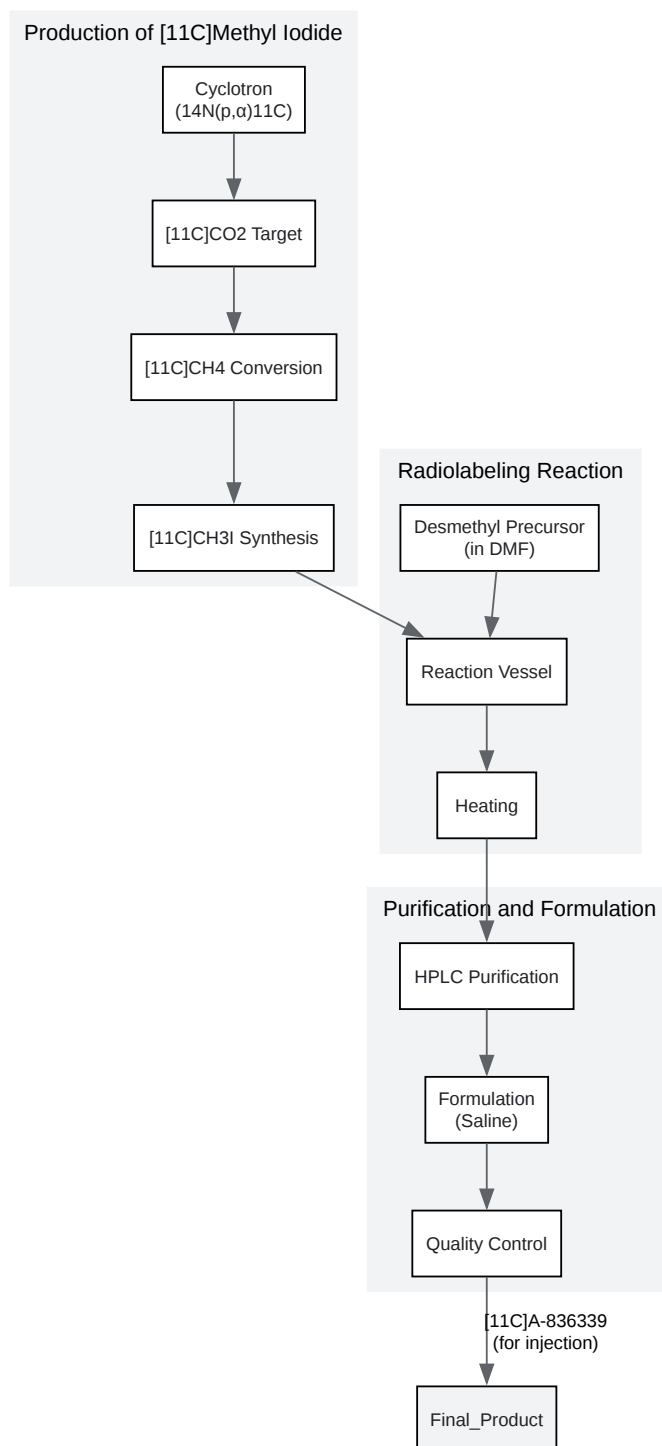 Production of [11C]Methyl Iodide
Cyclotron
(14N(p,α)11C)
[11C]CO2 Target
[11C]CH4 Conversion
[11C]CH3I Synthesis
Radiolabeling Reaction
Desmethyl Precursor
(in DMF)
Reaction Vessel
Heating
Purification and Formulation
HPLC Purification
Formulation
(Saline)
Quality Control
[11C]A-836339
(for injection)
Final_Product